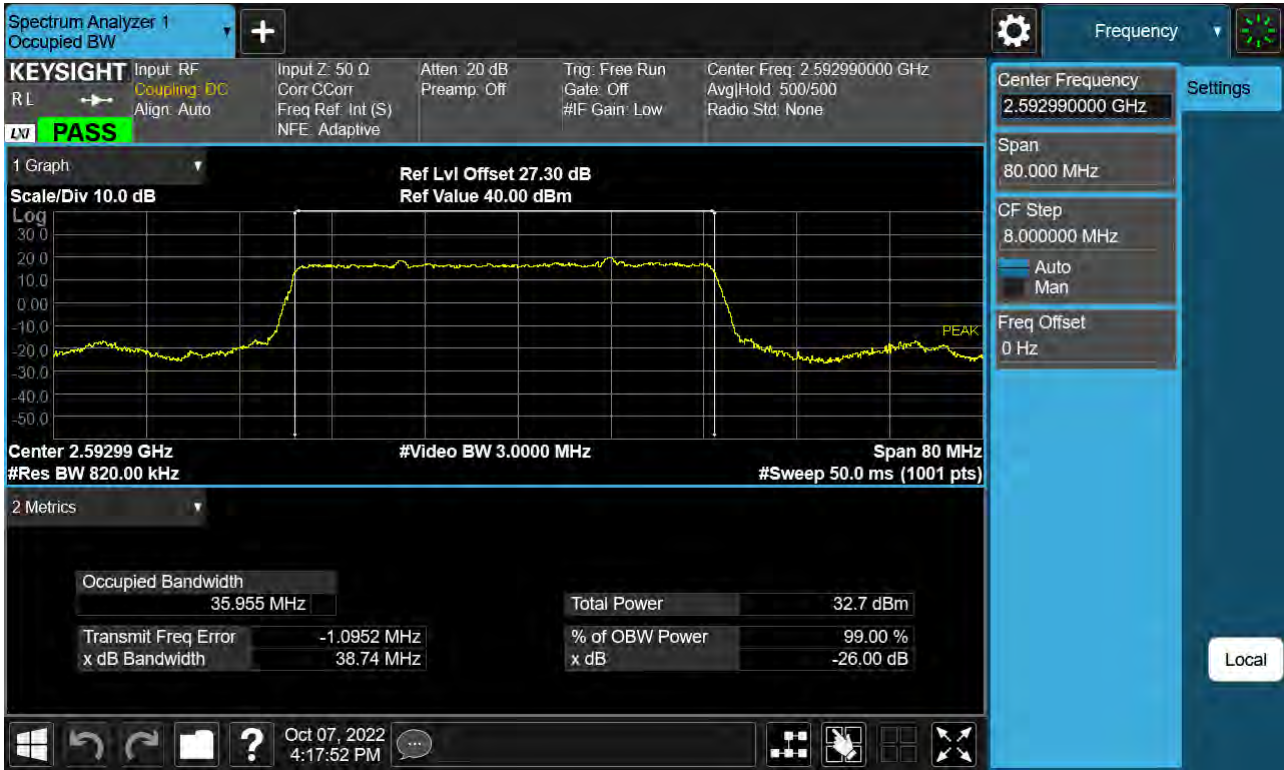 Spectrum Analyzer 1
Occupied BW
Frequency
KEYSIGHT
RL
LXI
PASS
Input: RF
Coupling: DC
Align: Auto
Input Z: 50 Ω
Corr CCorr
Freq Ref: Int (S)
NFE: Adaptive
Atten: 20 dB
Preamp: Off
Trig: Free Run
Gate: Off
#IF Gain: Low
Center Freq: 2.592990000 GHz
Avg|Hold: 500/500
Radio Std: None
1 Graph
Scale/Div 10.0 dB
Ref Lvl Offset 27.30 dB
Ref Value 40.00 dBm
Log
30.0
20.0
10.0
0.00
-10.0
-20.0
-30.0
-40.0
-50.0
PEAK
Center 2.59299 GHz
#Video BW 3.0000 MHz
Span 80 MHz
#Res BW 820.00 kHz
#Sweep 50.0 ms (1001 pts)
2 Metrics
Occupied Bandwidth
35.955 MHz
Total Power 32.7 dBm
Transmit Freq Error -1.0952 MHz
% of OBW Power 99.00 %
x dB Bandwidth 38.74 MHz
x dB -26.00 dB
Center Frequency
2.592990000 GHz
Settings
Span
80.000 MHz
CF Step
8.000000 MHz
Auto
Man
Freq Offset
0 Hz
Local
?
Oct 07, 2022
4:17:52 PM